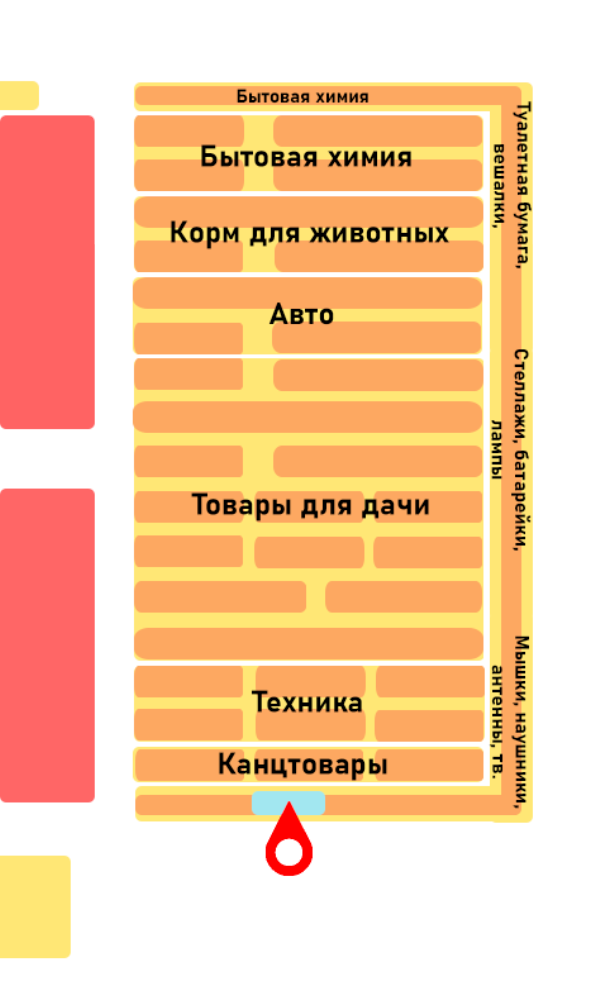 Бытовая химия
Бытовая химия
Корм для животных
Авто
Товары для дачи
Техника
Канцтовары
Туалетная бумага,
вешалки,
Стеллажи, батарейки,
лампы
Мышки, наушники,
антенны, тв.